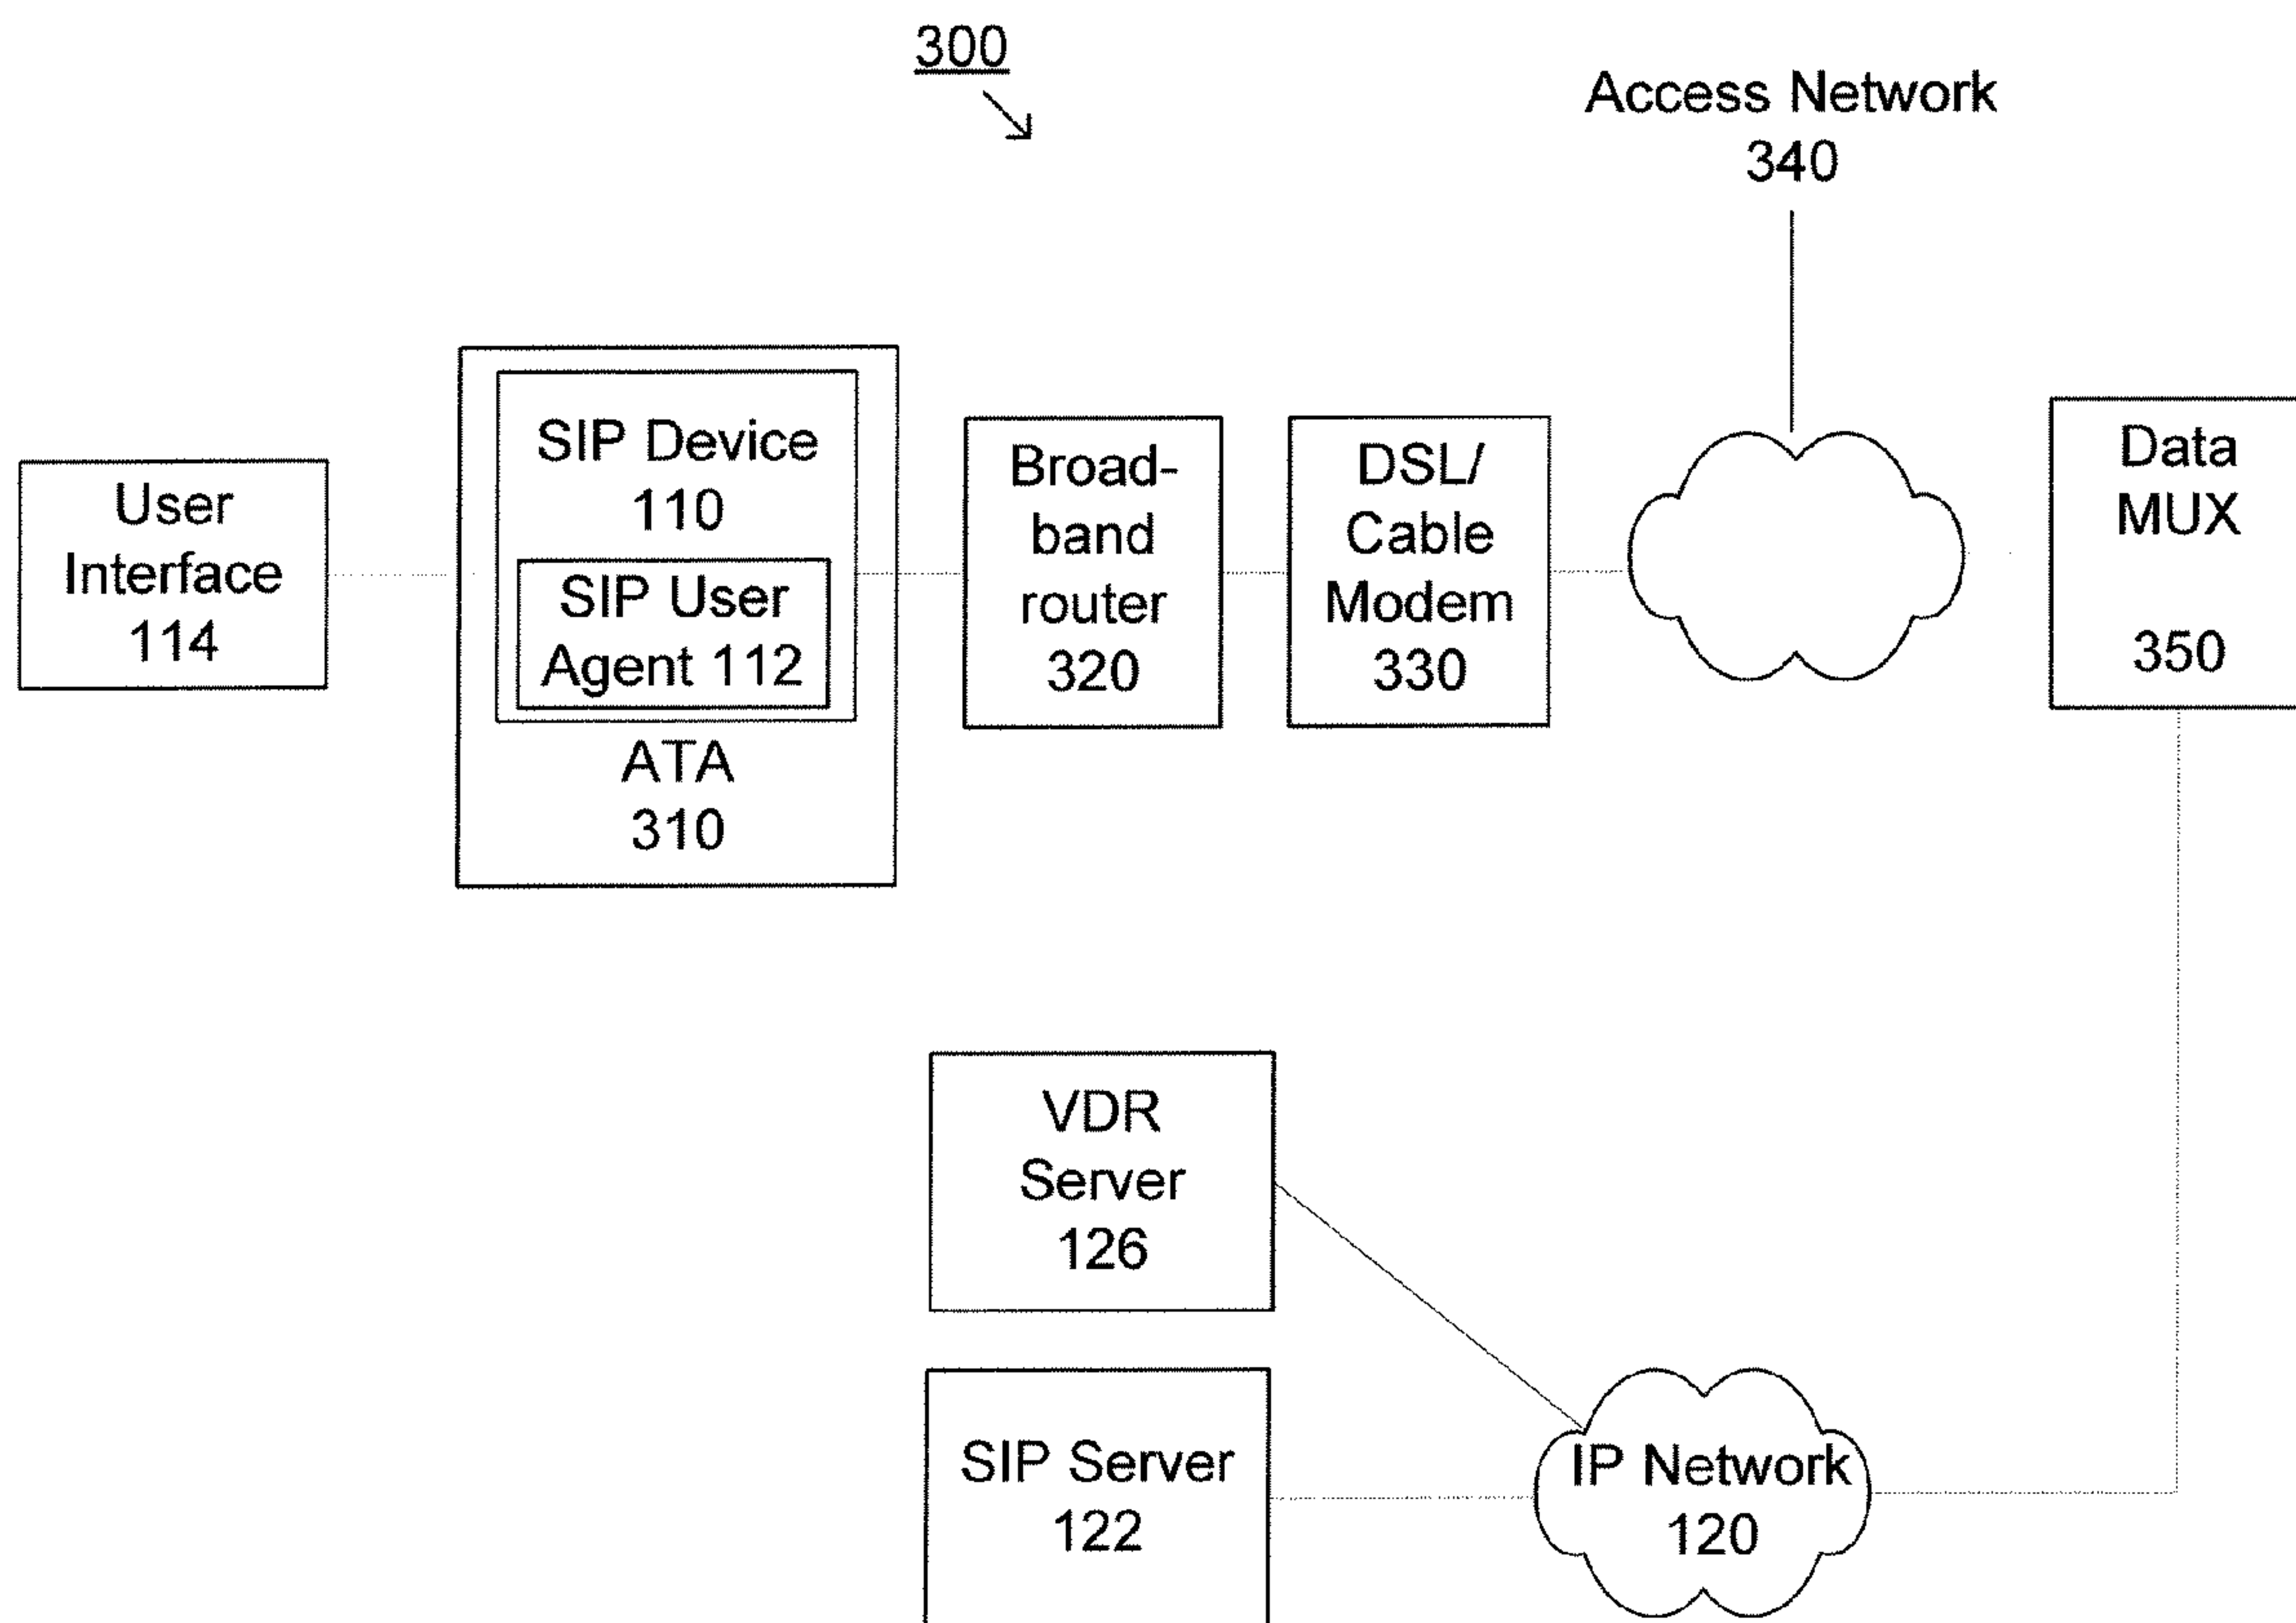 300
Access Network
340
User
Interface
114
SIP Device
110
SIP User
Agent 112
ATA
310
Broad-
band
router
320
DSL/
Cable
Modem
330
Data
MUX
350
VDR
Server
126
SIP Server
122
IP Network
120